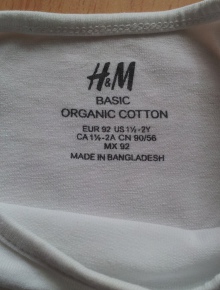 H&M
BASIC
ORGANIC COTTON
EUR 92 US 1½-2Y
CA 1½-2A CN 90/56
MX 92
MADE IN BANGLADESH